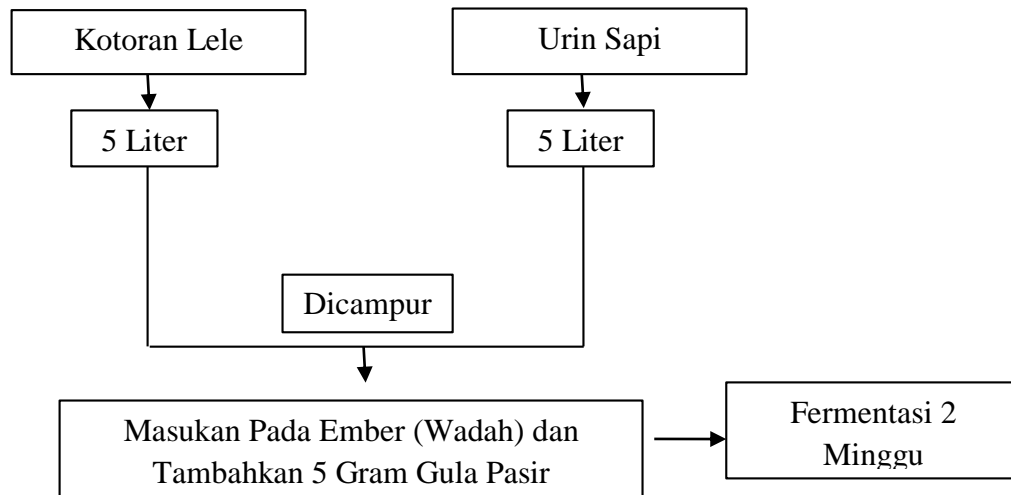 Kotoran Lele
Urin Sapi
5 Liter
5 Liter
Dicampur
Masukan Pada Ember (Wadah) dan
Tambahkan 5 Gram Gula Pasir
Fermentasi 2
Minggu